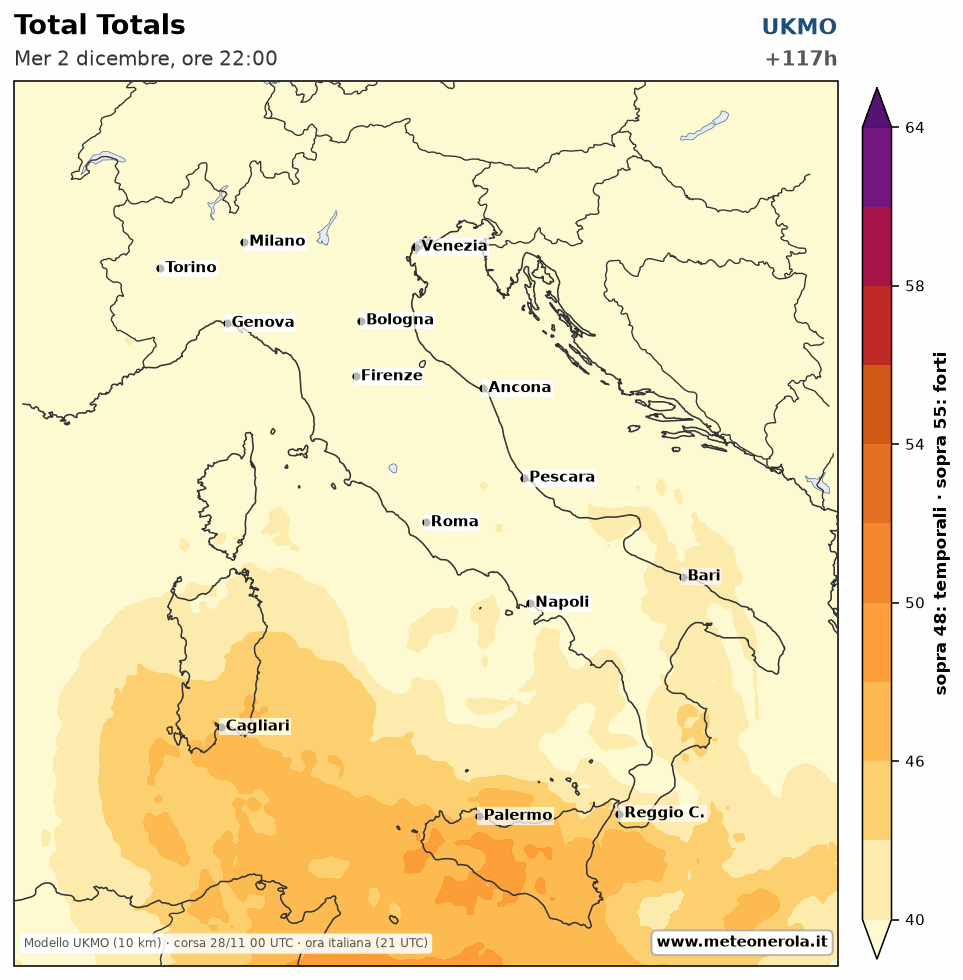 Total Totals
UKMO
Mer 2 dicembre, ore 22:00
+117h
64
58
54
50
46
40
sopra 48: temporali · sopra 55: forti
Milano
Venezia
Torino
Genova
Bologna
Firenze
Ancona
Pescara
Roma
Bari
Napoli
Cagliari
Palermo
Reggio C.
Modello UKMO (10 km) · corsa 28/11 00 UTC · ora italiana (21 UTC)
www.meteonerola.it